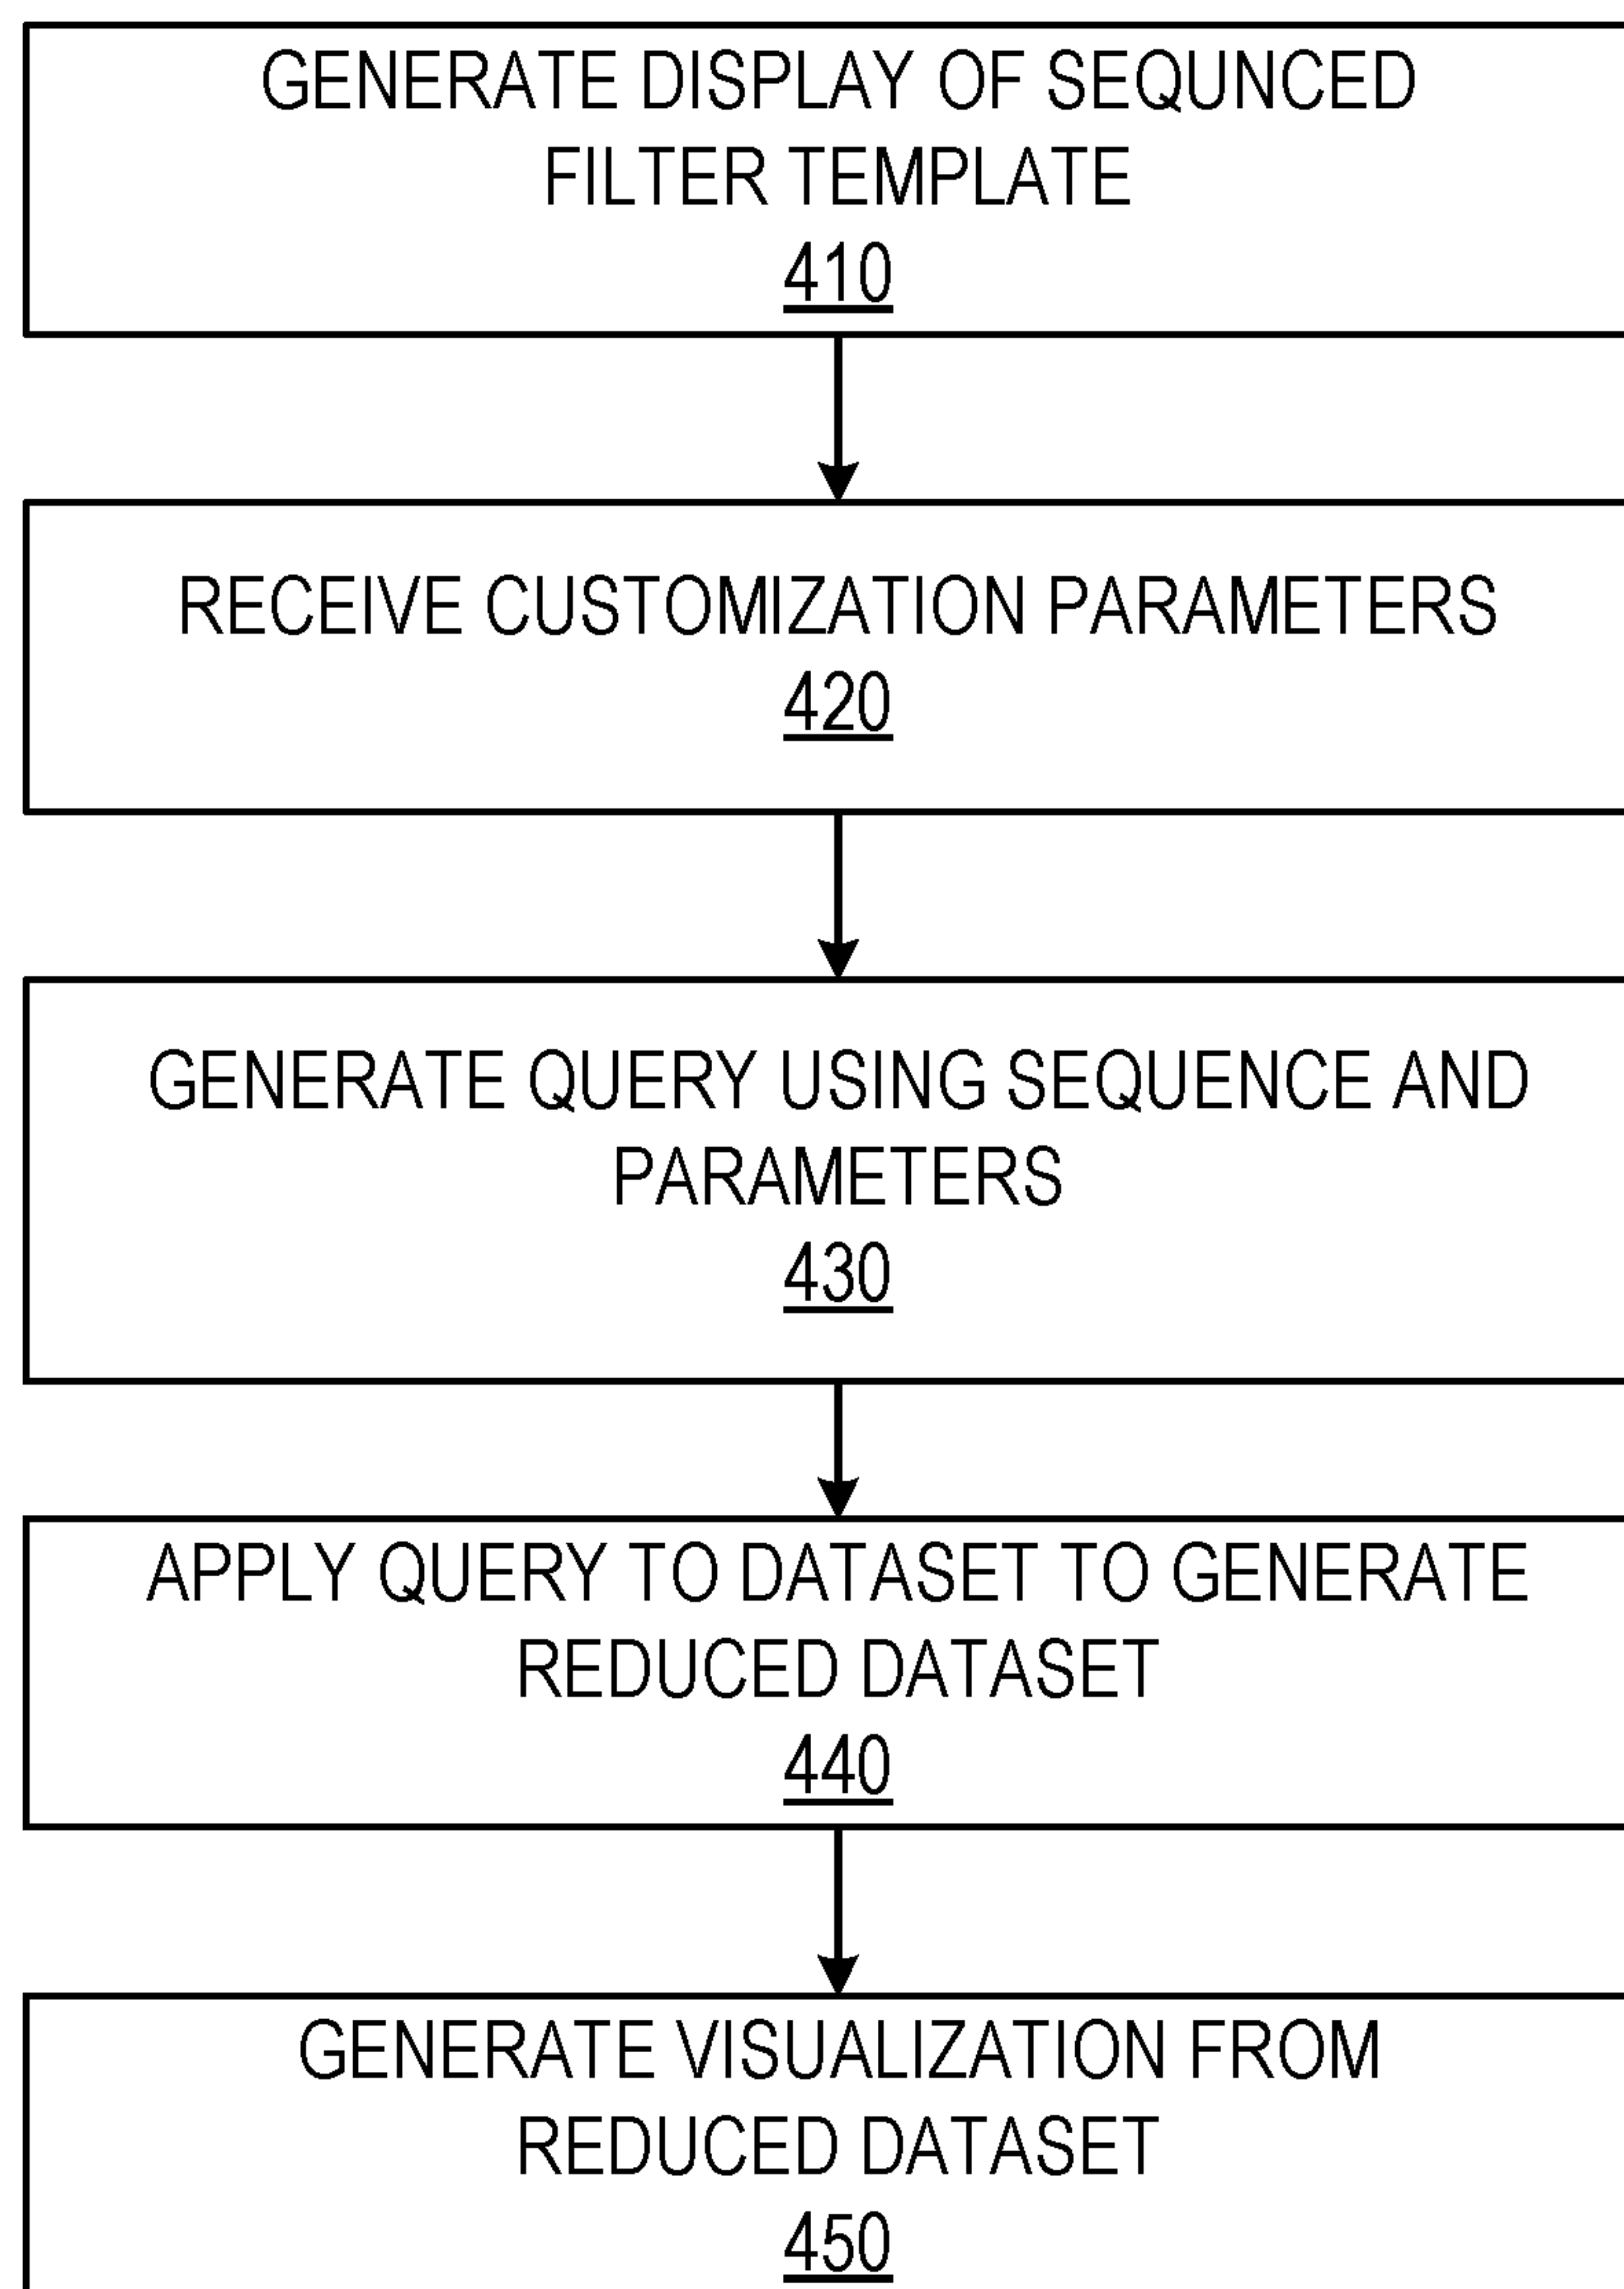 GENERATE DISPLAY OF SEQUNCED
FILTER TEMPLATE
410
RECEIVE CUSTOMIZATION PARAMETERS
420
GENERATE QUERY USING SEQUENCE AND
PARAMETERS
430
APPLY QUERY TO DATASET TO GENERATE
REDUCED DATASET
440
GENERATE VISUALIZATION FROM
REDUCED DATASET
450